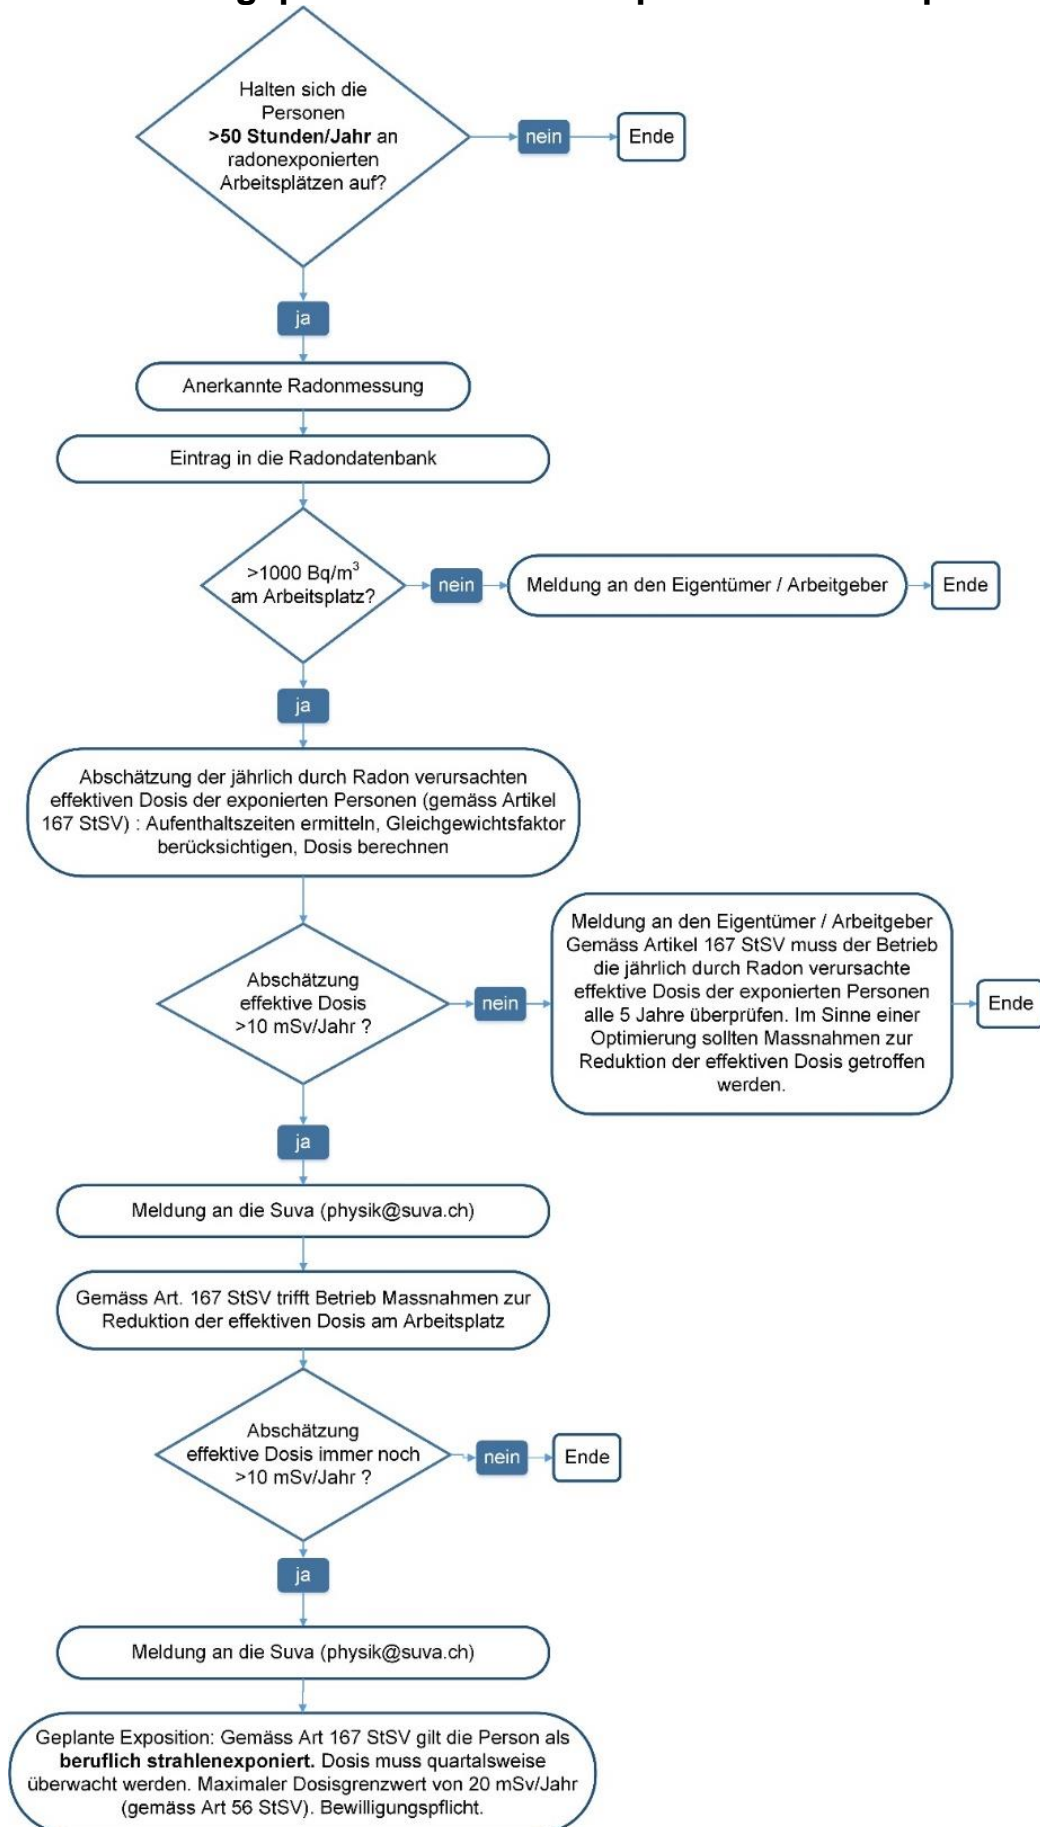 Halten sich die
Personen
>50 Stunden/Jahr an
radonexponierten
Arbeitsplätzen auf?
nein
Ende
ja
Anerkannte Radonmessung
Eintrag in die Radondatenbank
>1000 Bq/m³
am Arbeitsplatz?
nein
Meldung an den Eigentümer / Arbeitgeber
Ende
ja
Abschätzung der jährlich durch Radon verursachten
effektiven Dosis der exponierten Personen (gemäss Artikel
167 StSV) : Aufenthaltszeiten ermitteln, Gleichgewichtsfaktor
berücksichtigen, Dosis berechnen
Abschätzung
effektive Dosis
>10 mSv/Jahr ?
nein
Meldung an den Eigentümer / Arbeitgeber
Gemäss Artikel 167 StSV muss der Betrieb
die jährlich durch Radon verursachte
effektive Dosis der exponierten Personen
alle 5 Jahre überprüfen. Im Sinne einer
Optimierung sollten Massnahmen zur
Reduktion der effektiven Dosis getroffen
werden.
Ende
ja
Meldung an die Suva (physik@suva.ch)
Gemäss Art. 167 StSV trifft Betrieb Massnahmen zur
Reduktion der effektiven Dosis am Arbeitsplatz
Abschätzung
effektive Dosis immer noch
>10 mSv/Jahr ?
nein
Ende
ja
Meldung an die Suva (physik@suva.ch)
Geplante Exposition: Gemäss Art 167 StSV gilt die Person als
beruflich strahlenexponiert. Dosis muss quartalsweise
überwacht werden. Maximaler Dosisgrenzwert von 20 mSv/Jahr
(gemäss Art 56 StSV). Bewilligungspflicht.